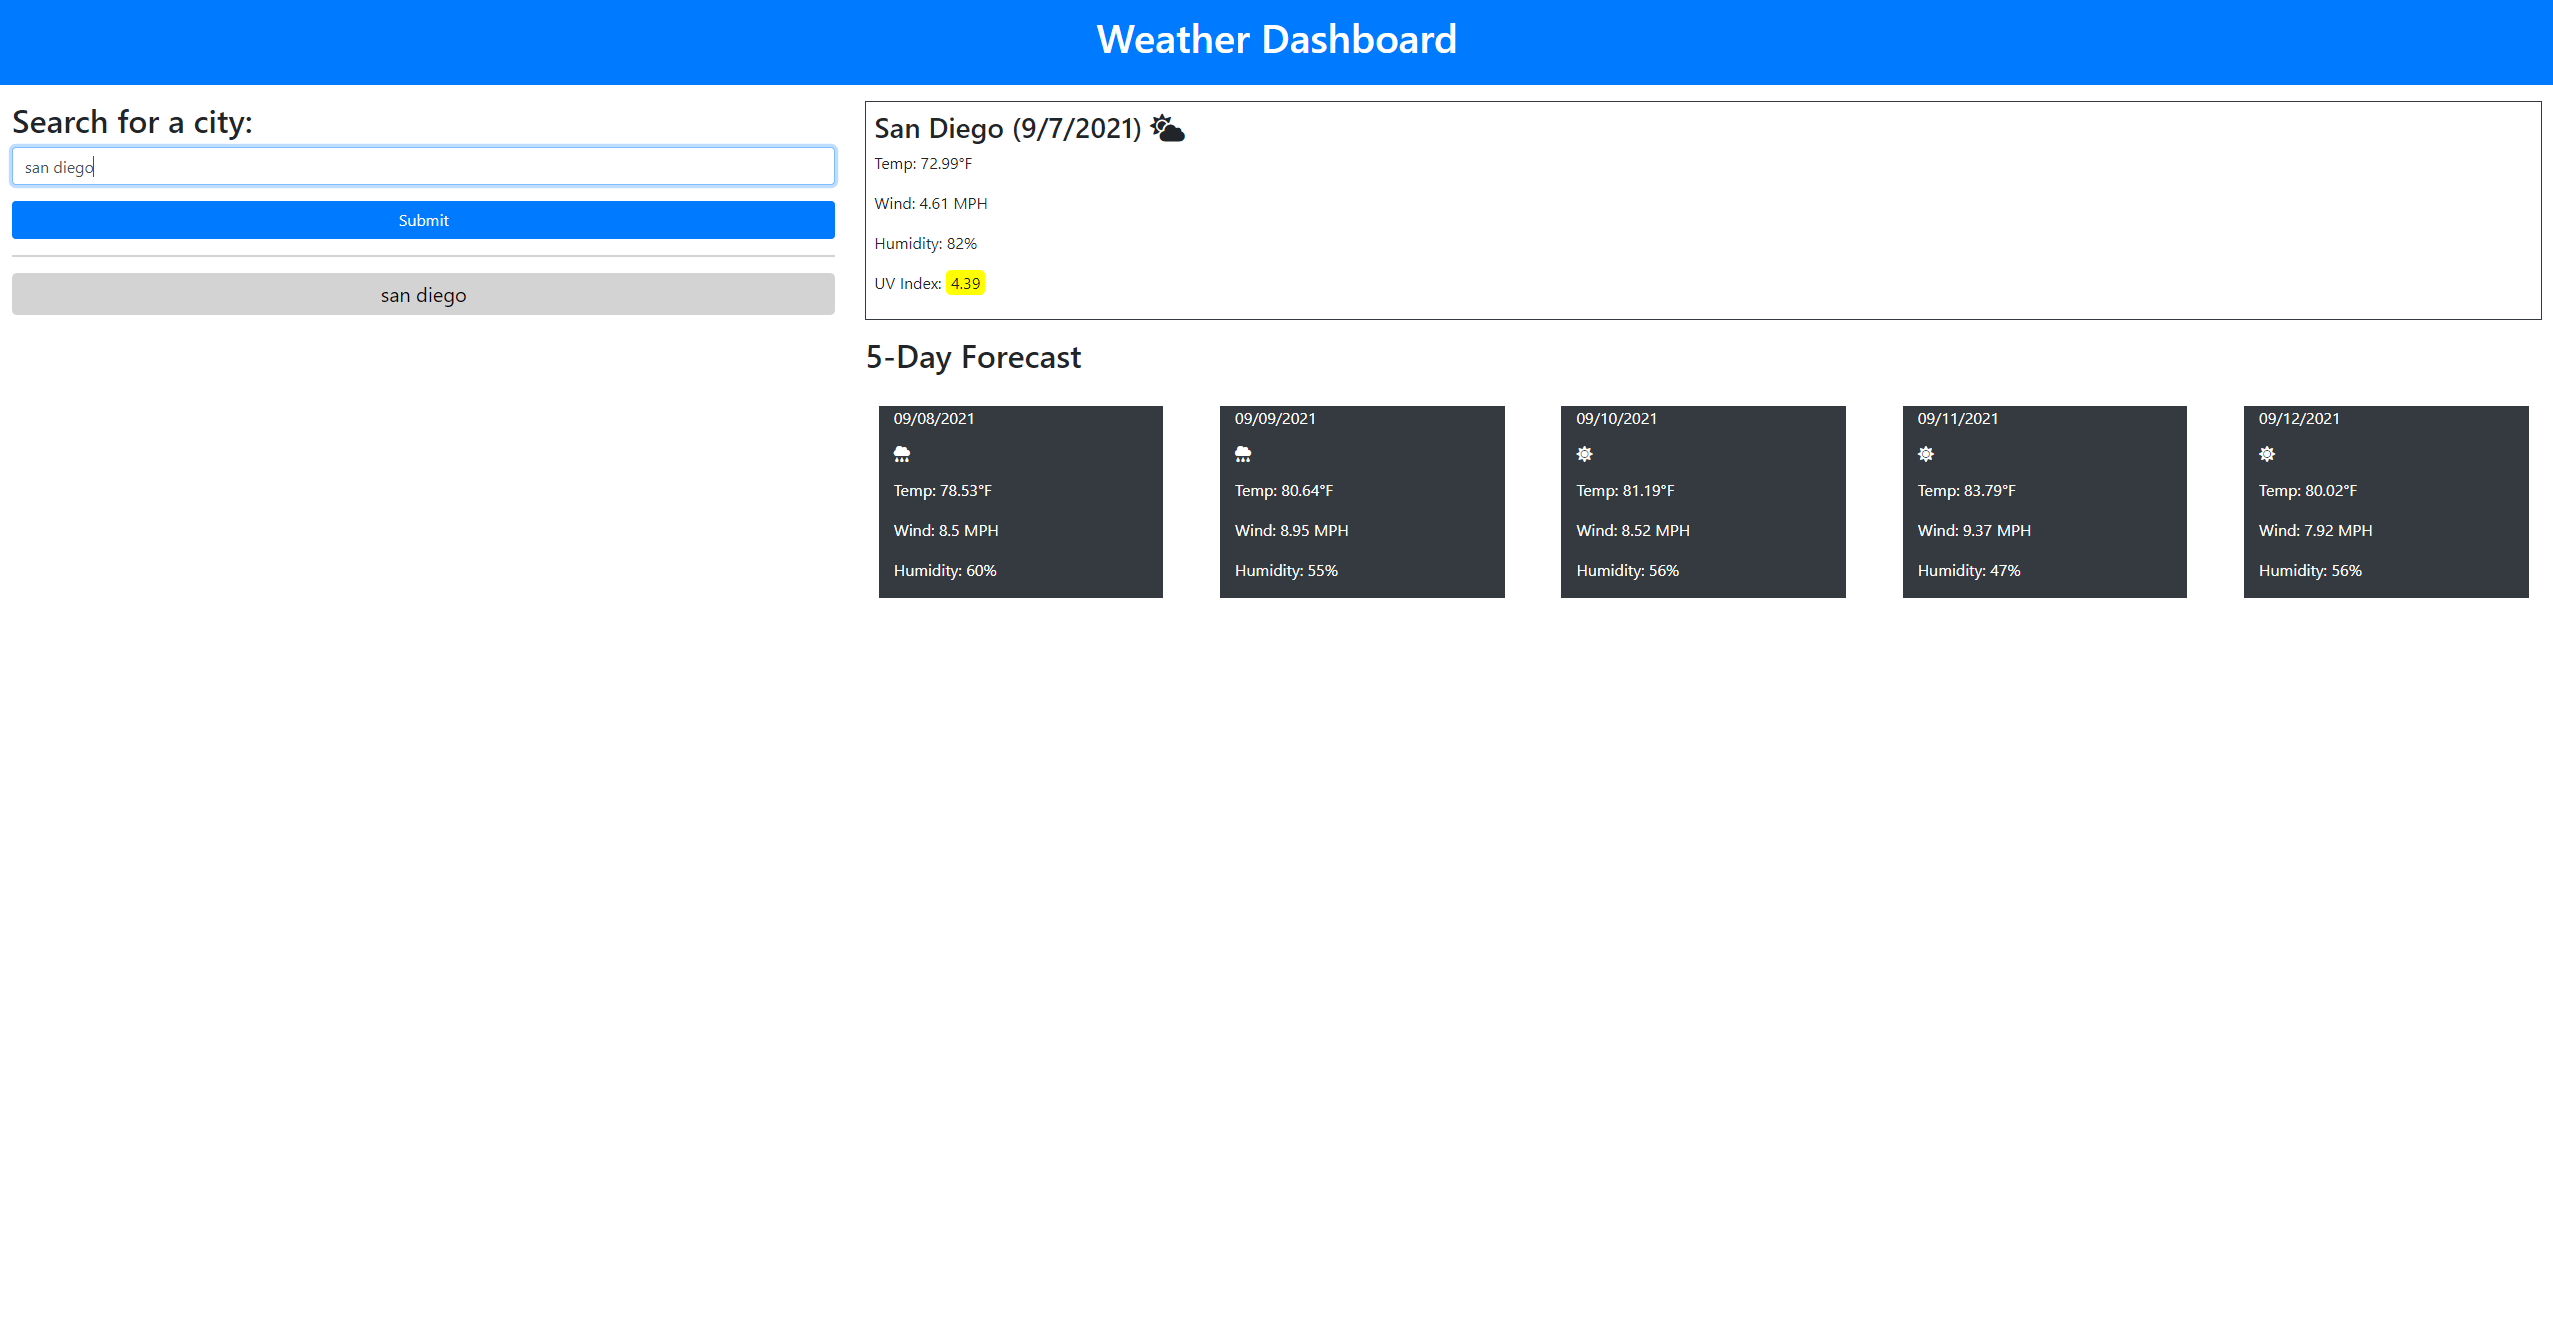 Weather Dashboard
Search for a city:
san diego
Submit
san diego
San Diego (9/7/2021)
Temp: 72.99°F
Wind: 4.61 MPH
Humidity: 82%
UV Index: 4.39
5-Day Forecast
09/08/2021
Temp: 78.53°F
Wind: 8.5 MPH
Humidity: 60%
09/09/2021
Temp: 80.64°F
Wind: 8.95 MPH
Humidity: 55%
09/10/2021
Temp: 81.19°F
Wind: 8.52 MPH
Humidity: 56%
09/11/2021
Temp: 83.79°F
Wind: 9.37 MPH
Humidity: 47%
09/12/2021
Temp: 80.02°F
Wind: 7.92 MPH
Humidity: 56%